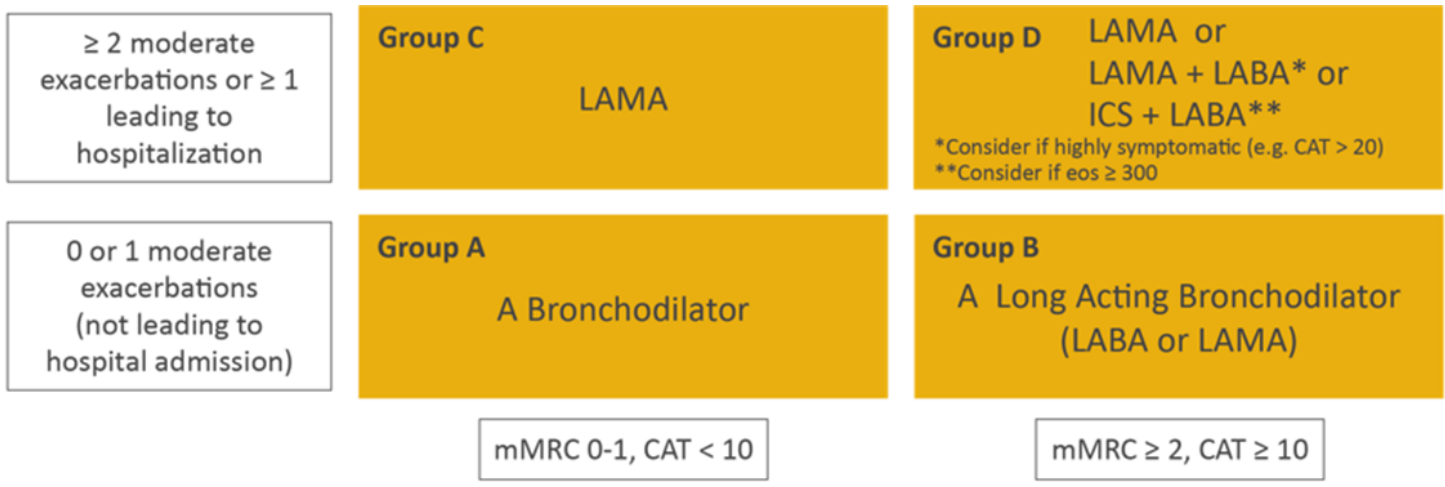 ≥ 2 moderate
exacerbations or ≥ 1
leading to
hospitalization
Group C
LAMA
Group D
LAMA or
LAMA + LABA* or
ICS + LABA**
*Consider if highly symptomatic (e.g. CAT > 20)
**Consider if eos ≥ 300
0 or 1 moderate
exacerbations
(not leading to
hospital admission)
Group A
A Bronchodilator
Group B
A Long Acting Bronchodilator
(LABA or LAMA)
mMRC 0-1, CAT < 10
mMRC ≥ 2, CAT ≥ 10